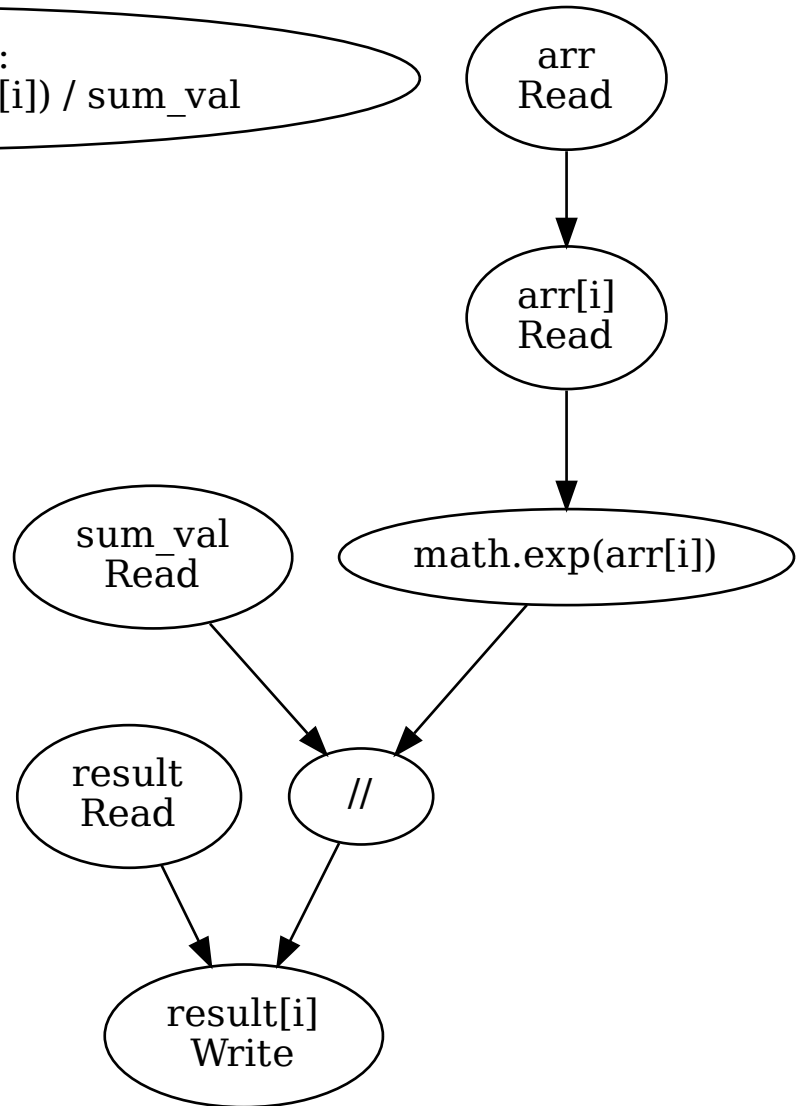 :
[i]) / sum_val
arr
Read
arr[i]
Read
sum_val
Read
math.exp(arr[i])
result
Read
//
result[i]
Write